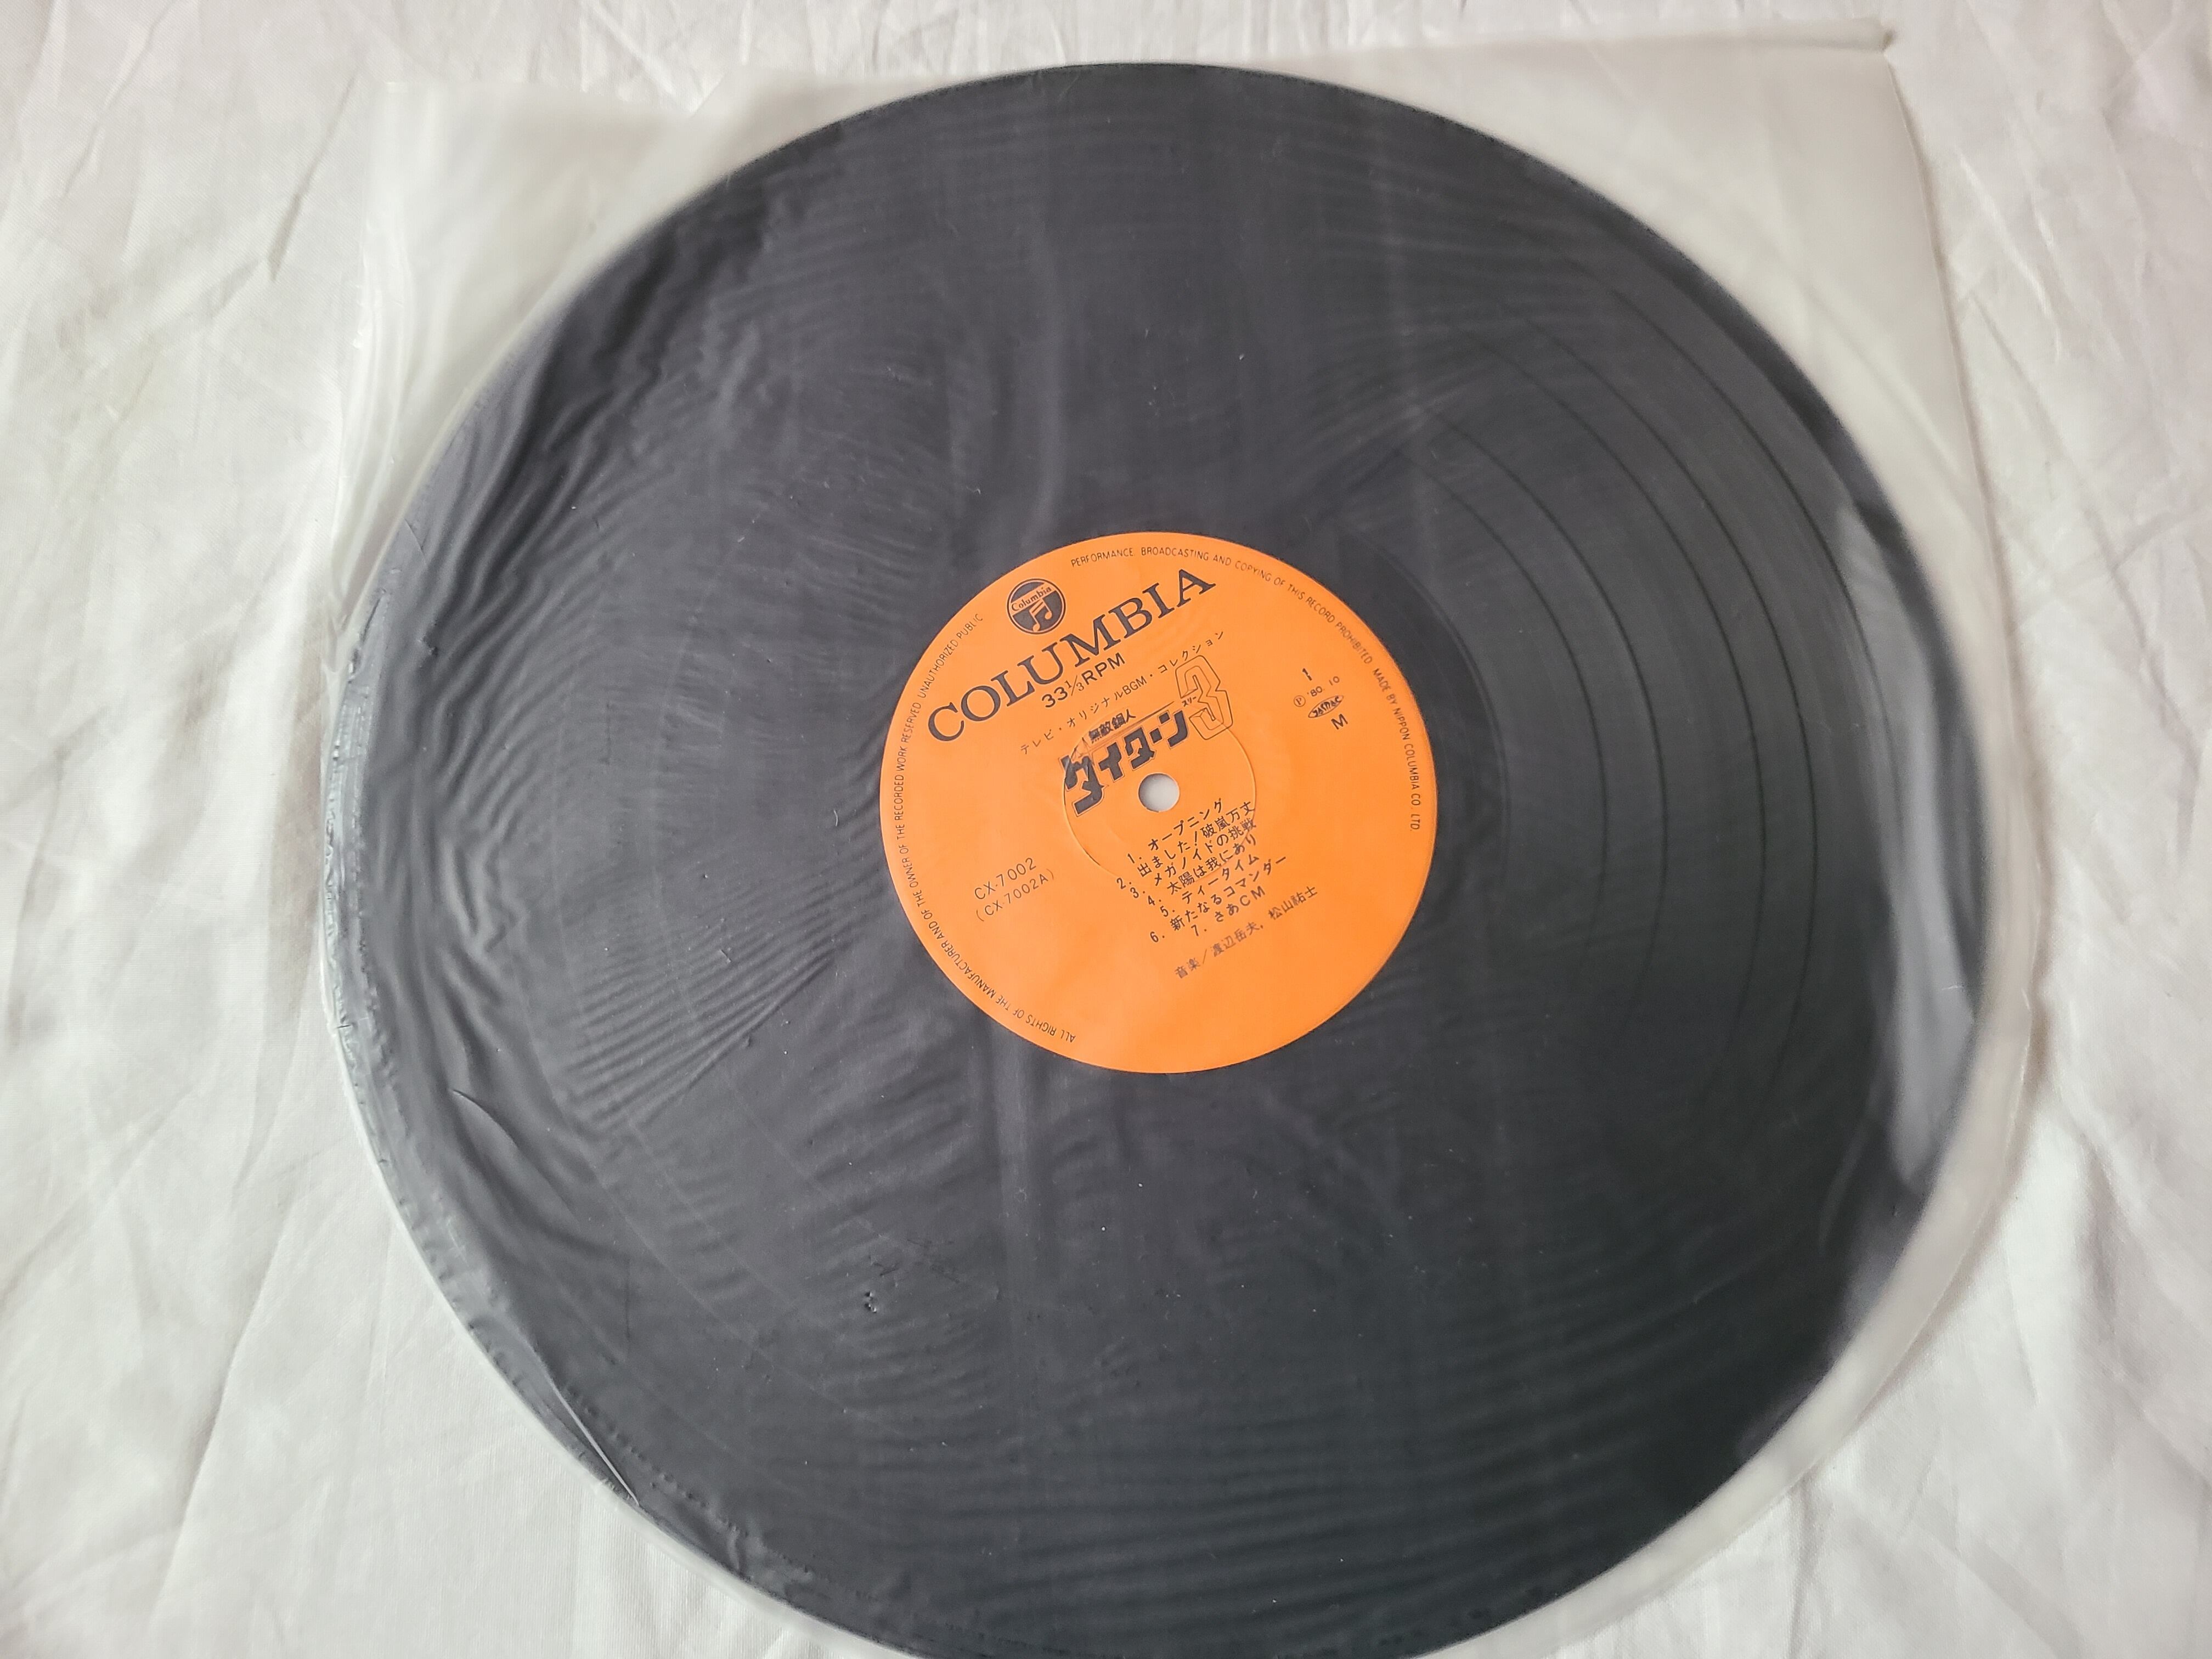 Columbia
COLUMBIA
33⅓RPM
テレビ・オリジナルBGM・コレクション
無敵鋼人
ダイターン3
スリー
1
Ⓟ '80. 10
M
CX-7002
(CX-7002A)
1. オープニング
2. 出ました！破嵐万丈
3. メガノイドの挑戦
4. 太陽は我にあり
5. ティータイム
6. 新たなるコマンダー
7. さあCM
音楽／渡辺岳夫，松山祐士
ALL RIGHTS OF THE MANUFACTURER AND OF THE OWNER OF THE RECORDED WORK RESERVED UNAUTHORIZED PUBLIC PERFORMANCE BROADCASTING AND COPYING OF THIS RECORD PROHIBITED MADE BY NIPPON COLUMBIA CO. LTD